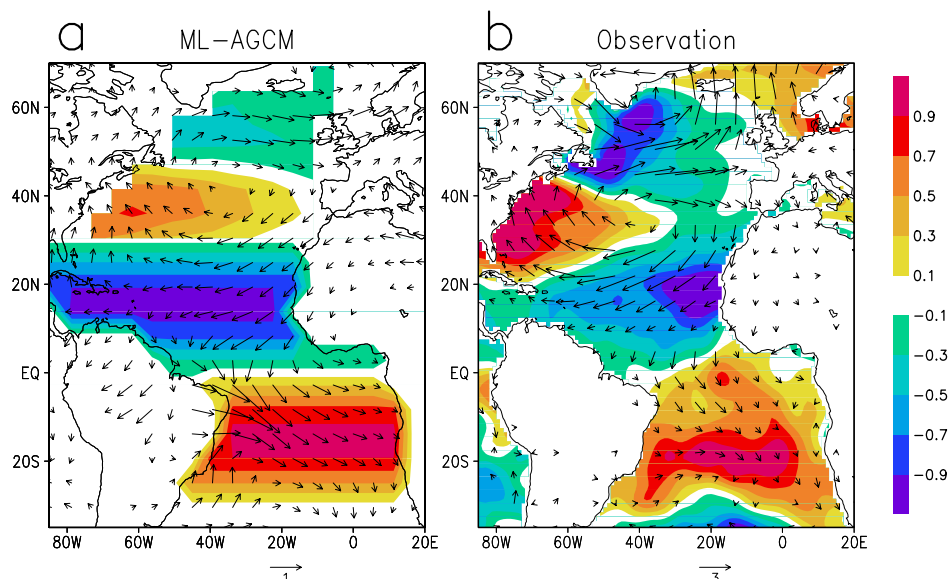 a ML-AGCM
b Observation
60N
40N
20N
EQ
20S
80W 60W 40W 20W 0 20E
1
60N
40N
20N
EQ
20S
80W 60W 40W 20W 0 20E
3
0.9
0.7
0.5
0.3
0.1
−0.1
−0.3
−0.5
−0.7
−0.9